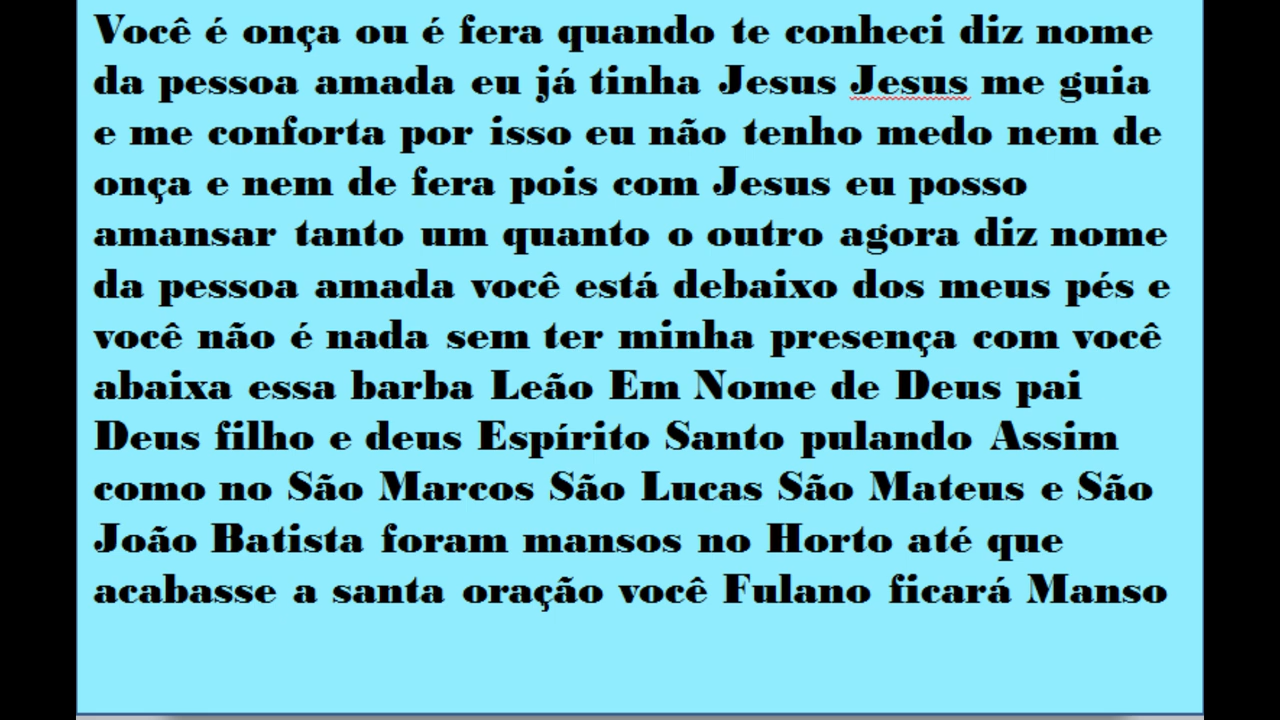 Você é onça ou é fera quando te conheci diz nome
da pessoa amada eu já tinha Jesus Jesus me guia
e me conforta por isso eu não tenho medo nem de
onça e nem de fera pois com Jesus eu posso
amansar tanto um quanto o outro agora diz nome
da pessoa amada você está debaixo dos meus pés e
você não é nada sem ter minha presença com você
abaixa essa barba Leão Em Nome de Deus pai
Deus filho e deus Espírito Santo pulando Assim
como no São Marcos São Lucas São Mateus e São
João Batista foram mansos no Horto até que
acabasse a santa oração você Fulano ficará Manso